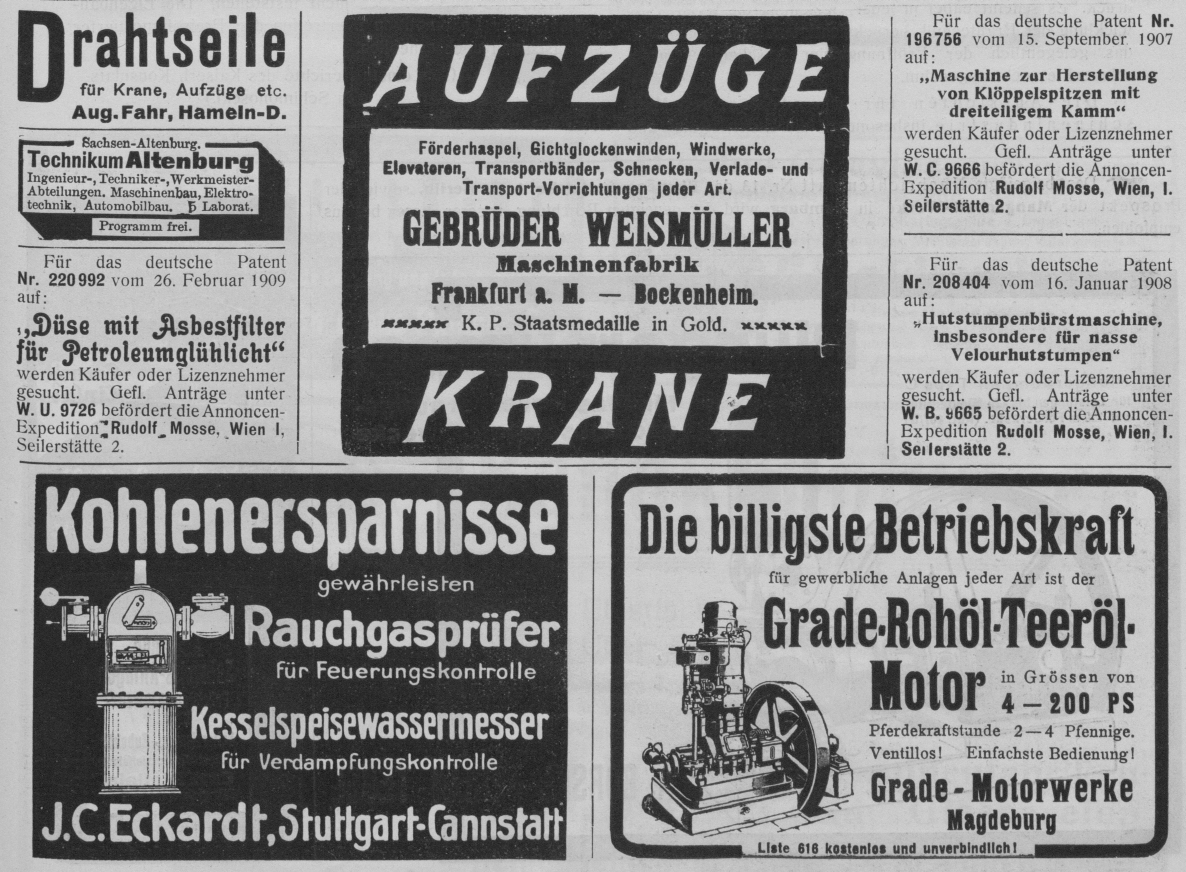 Drahtseile
für Krane, Aufzüge etc.
Aug. Fahr, Hameln-D.
Sachsen-Altenburg.
Technikum Altenburg
Ingenieur-, Techniker-, Werkmeister-
Abteilungen. Maschinenbau, Elektro-
technik, Automobilbau. 5 Laborat.
Programm frei.
Für das deutsche Patent
Nr. 220992 vom 26. Februar 1909
auf:
„Düse mit Asbestfilter
für Petroleumglühlicht“
werden Käufer oder Lizenznehmer
gesucht. Gefl. Anträge unter
W. U. 9726 befördert die Annoncen-
Expedition Rudolf Mosse, Wien I,
Seilerstätte 2.
AUFZÜGE
Förderhaspel, Gichtglockenwinden, Windwerke,
Elevatoren, Transportbänder, Schnecken, Verlade- und
Transport-Vorrichtungen jeder Art.
GEBRÜDER WEISMÜLLER
Maschinenfabrik
Frankfurt a. M. — Bockenheim.
K. P. Staatsmedaille in Gold.
KRANE
Für das deutsche Patent Nr.
196756 vom 15. September 1907
auf:
„Maschine zur Herstellung
von Klöppelspitzen mit
dreiteiligem Kamm“
werden Käufer oder Lizenznehmer
gesucht. Gefl. Anträge unter
W. C. 9666 befördert die Annoncen-
Expedition Rudolf Mosse, Wien, I.
Seilerstätte 2.
Für das deutsche Patent
Nr. 208404 vom 16. Januar 1908
auf:
„Hutstumpenbürstmaschine,
insbesondere für nasse
Velourhutstumpen“
werden Käufer oder Lizenznehmer
gesucht. Gefl. Anträge unter
W. B. 9665 befördert die Annoncen-
Expedition Rudolf Mosse, Wien, I.
Seilerstätte 2.
Kohlenersparnisse
gewährleisten
Rauchgasprüfer
für Feuerungskontrolle
Kesselspeisewassermesser
für Verdampfungskontrolle
J.C. Eckardt, Stuttgart-Cannstatt
Die billigste Betriebskraft
für gewerbliche Anlagen jeder Art ist der
Grade-Rohöl-Teeröl-
Motor in Grössen von
4 — 200 PS
Pferdekraftstunde 2—4 Pfennige.
Ventillos! Einfachste Bedienung!
Grade - Motorwerke
Magdeburg
Liste 616 kostenlos und unverbindlich!